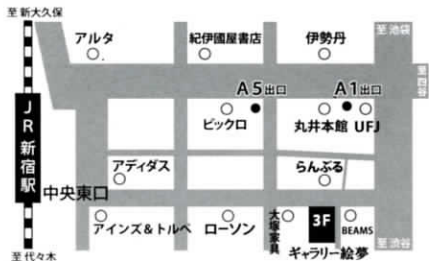 至 新大久保
至 池袋
アルタ
紀伊國屋書店
伊勢丹
至 四谷
A5出口
A1出口
ビックロ
丸井本館
UFJ
JR新宿駅
アディダス
らんぶる
中央東口
アインズ&トルペ
ローソン
大塚家具
3F
BEAMS
ギャラリー絵夢
至 渋谷
至 代々木